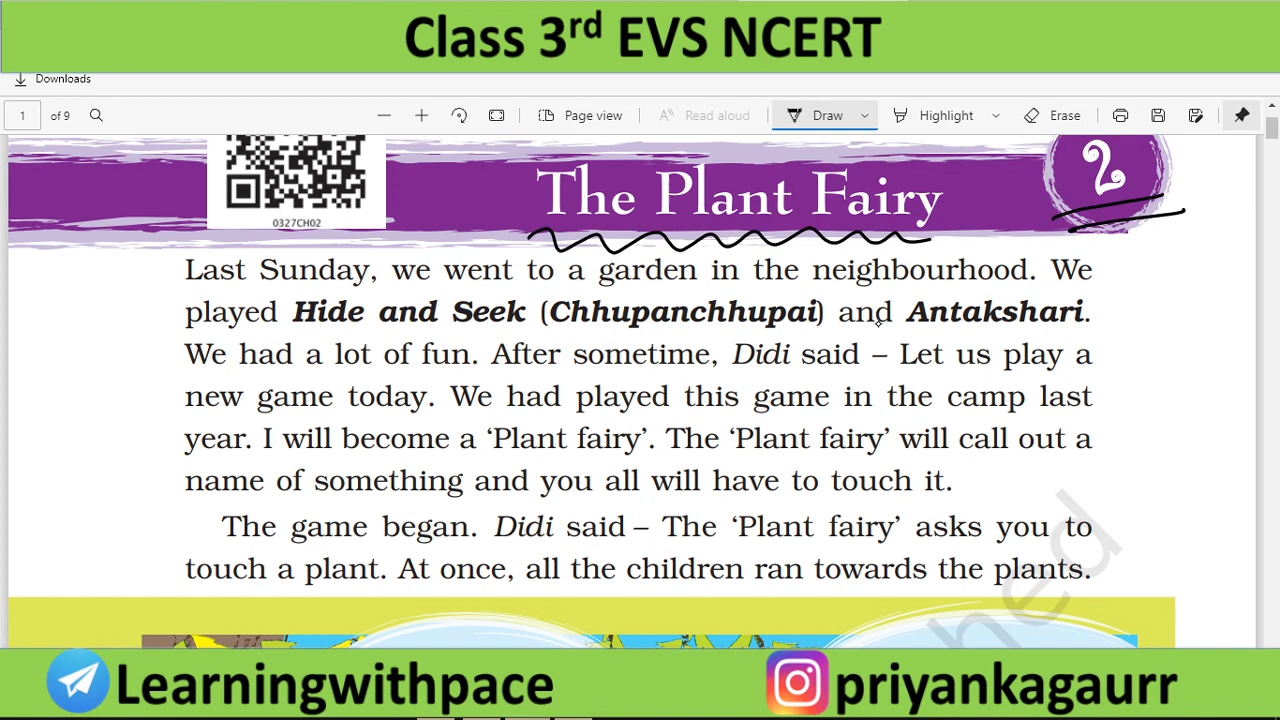 Class 3rd EVS NCERT
Downloads
1 of 9 Page view Read aloud Draw Highlight Erase
The Plant Fairy 2
0327CH02
Last Sunday, we went to a garden in the neighbourhood. We
played Hide and Seek (Chhupanchhupai) and Antakshari.
We had a lot of fun. After sometime, Didi said – Let us play a
new game today. We had played this game in the camp last
year. I will become a ‘Plant fairy’. The ‘Plant fairy’ will call out a
name of something and you all will have to touch it.
The game began. Didi said – The ‘Plant fairy’ asks you to
touch a plant. At once, all the children ran towards the plants.
hed
Learningwithpace priyankagaurr